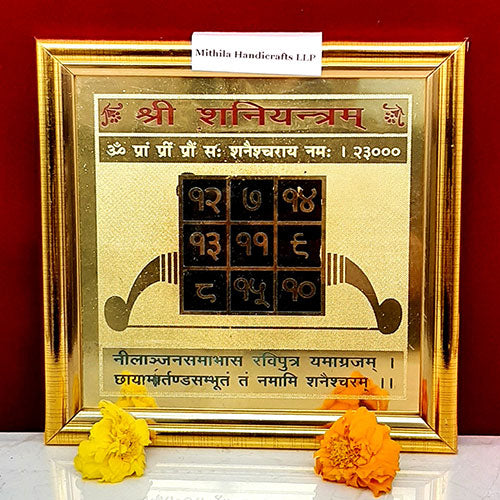 Mithila Handicrafts LLP
श्री शनियन्त्रम्
ॐ प्रां प्रीं प्रौं सः शनैश्चराय नमः । २३०००
१२ ७ १४
१३ ११ ९
८ १५ १०
नीलाञ्जनसमाभास रविपुत्र यमाग्रजम् ।
छायामार्तण्डसम्भूतं तं नमामि शनैश्चरम् ।।